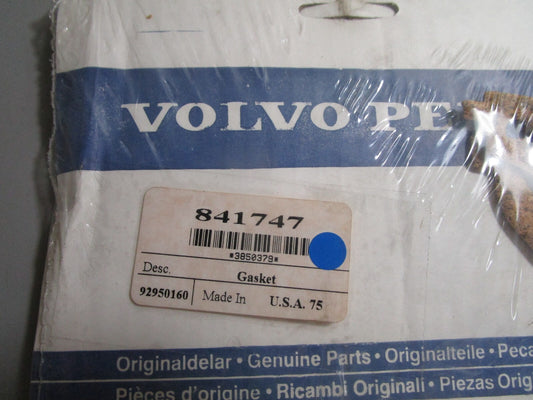 VOLVO PE
841747
*3850379*
Desc. Gasket
92950160 Made In U.S.A. 75
Originaldelar • Genuine Parts • Originalteile • Peca
Pièces d'origine • Ricambi Originali • Piezas Orig